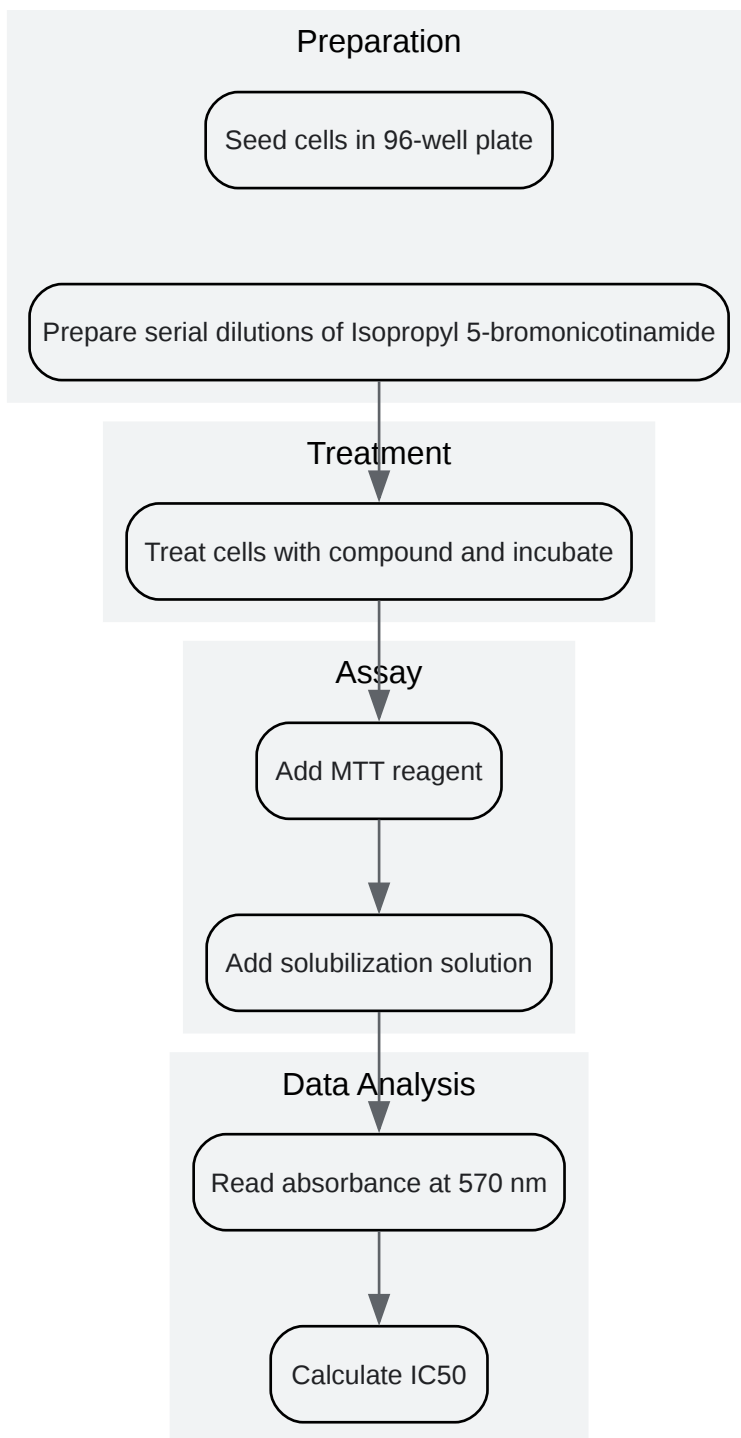 Preparation
Seed cells in 96-well plate
Prepare serial dilutions of Isopropyl 5-bromonicotinamide
Treatment
Treat cells with compound and incubate
Assay
Add MTT reagent
Add solubilization solution
Data Analysis
Read absorbance at 570 nm
Calculate IC50